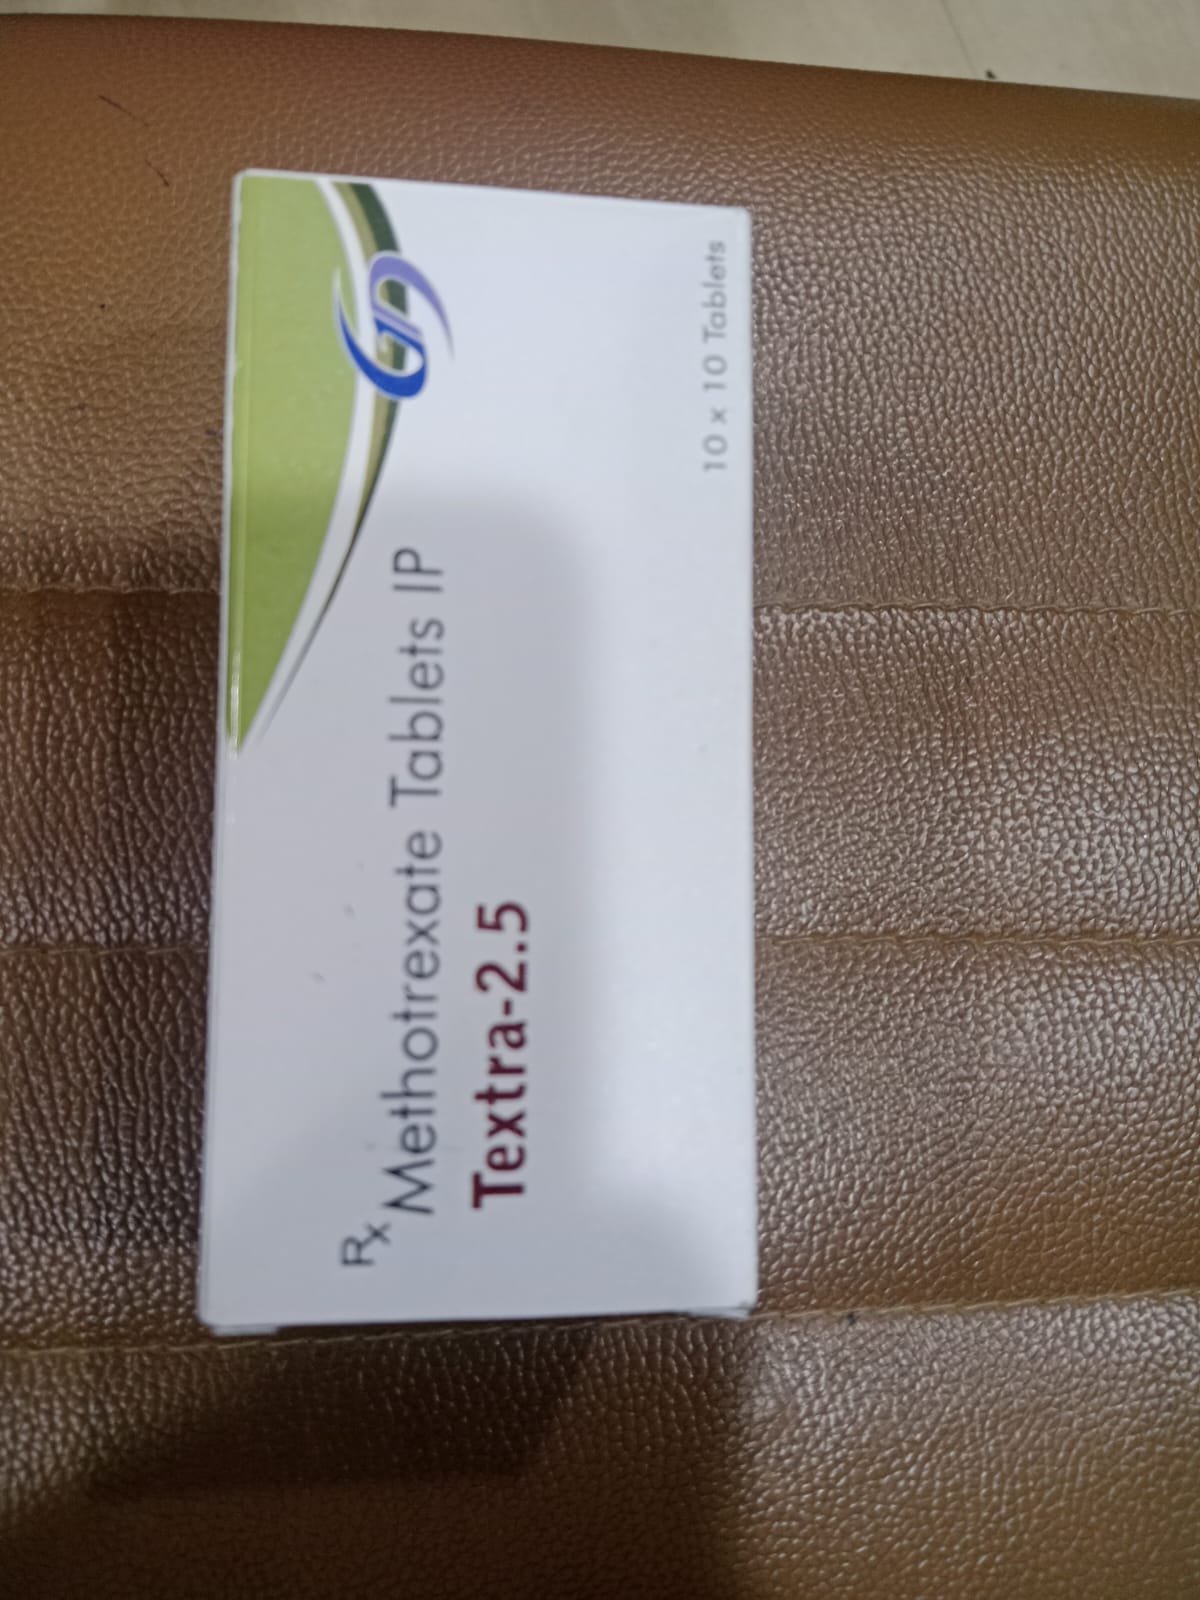 Rx Methotrexate Tablets IP
Textra-2.5
10 x 10 Tablets